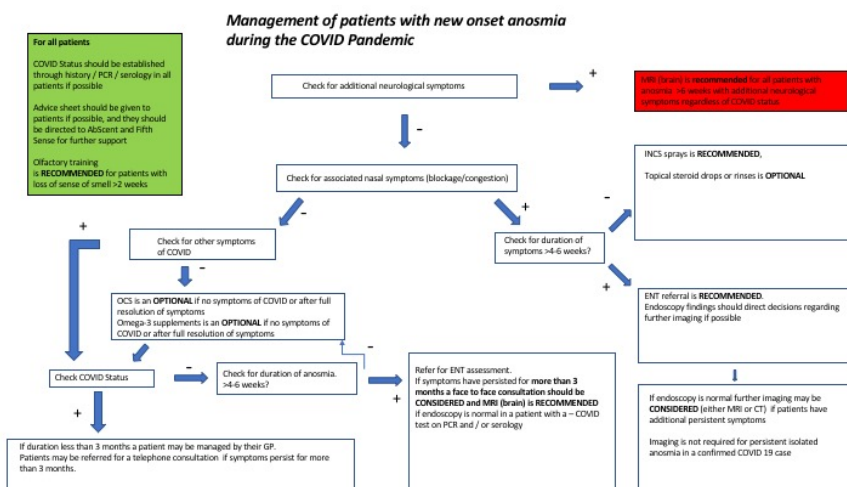 Management of patients with new onset anosmia
during the COVID Pandemic
For all patients
COVID Status should be established
through history / PCR / serology in all
patients if possible
Advice sheet should be given to
patients if possible, and they should
be directed to AbScent and Fifth
Sense for further support
Olfactory training
is RECOMMENDED for patients with
loss of sense of smell >2 weeks
Check for additional neurological symptoms
+
MRI (brain) is recommended for all patients with
anosmia >6 weeks with additional neurological
symptoms regardless of COVID status
-
Check for associated nasal symptoms (blockage/congestion)
-
+
Check for duration of
symptoms >4-6 weeks?
-
INCS sprays is RECOMMENDED,
Topical steroid drops or rinses is OPTIONAL
+
ENT referral is RECOMMENDED.
Endoscopy findings should direct decisions regarding
further imaging if possible
If endoscopy is normal further imaging may be
CONSIDERED (either MRI or CT) if patients have
additional persistent symptoms
Imaging is not required for persistent isolated
anosmia in a confirmed COVID 19 case
Check for other symptoms
of COVID
+
-
OCS is an OPTIONAL if no symptoms of COVID or after full
resolution of symptoms
Omega-3 supplements is an OPTIONAL if no symptoms of
COVID or after full resolution of symptoms
Check COVID Status
-
Check for duration of anosmia.
>4-6 weeks?
-
+
Refer for ENT assessment.
If symptoms have persisted for more than 3
months a face to face consultation should be
CONSIDERED and MRI (brain) is RECOMMENDED
if endoscopy is normal in a patient with a – COVID
test on PCR and / or serology
+
If duration less than 3 months a patient may be managed by their GP.
Patients may be referred for a telephone consultation if symptoms persist for more
than 3 months.